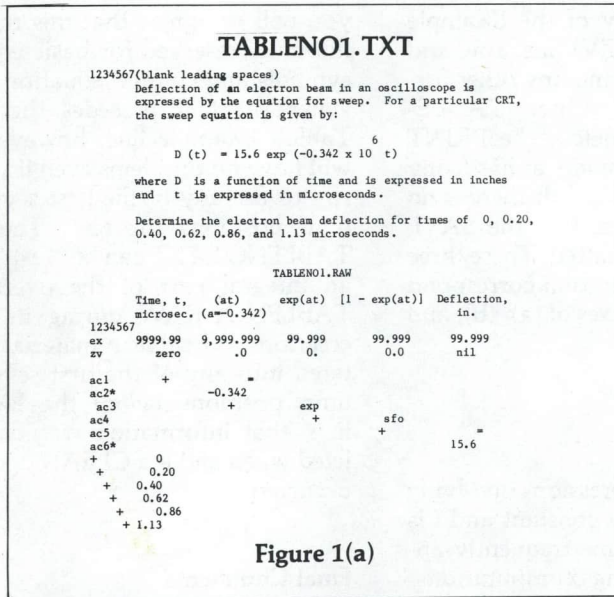 TABLENO1.TXT
1234567(blank leading spaces)
Deflection of an electron beam in an oscilloscope is
expressed by the equation for sweep. For a particular CRT,
the sweep equation is given by:
6
D (t) = 15.6 exp (-0.342 x 10 t)
where D is a function of time and is expressed in inches
and t is expressed in microseconds.
Determine the electron beam deflection for times of 0, 0.20,
0.40, 0.62, 0.86, and 1.13 microseconds.
TABLENO1.RAW
Time, t, (at) exp(at) [1 - exp(at)] Deflection,
microsec. (a=-0.342) in.
1234567
ex 9999.99 9,999.999 99.999 99.999 99.999
zv zero .0 0. 0.0 nil
ac1 + =
ac2* -0.342
ac3 + exp
ac4 + sfo
ac5 + =
ac6* 15.6
+ 0
+ 0.20
+ 0.40
+ 0.62
+ 0.86
+ 1.13
Figure 1(a)